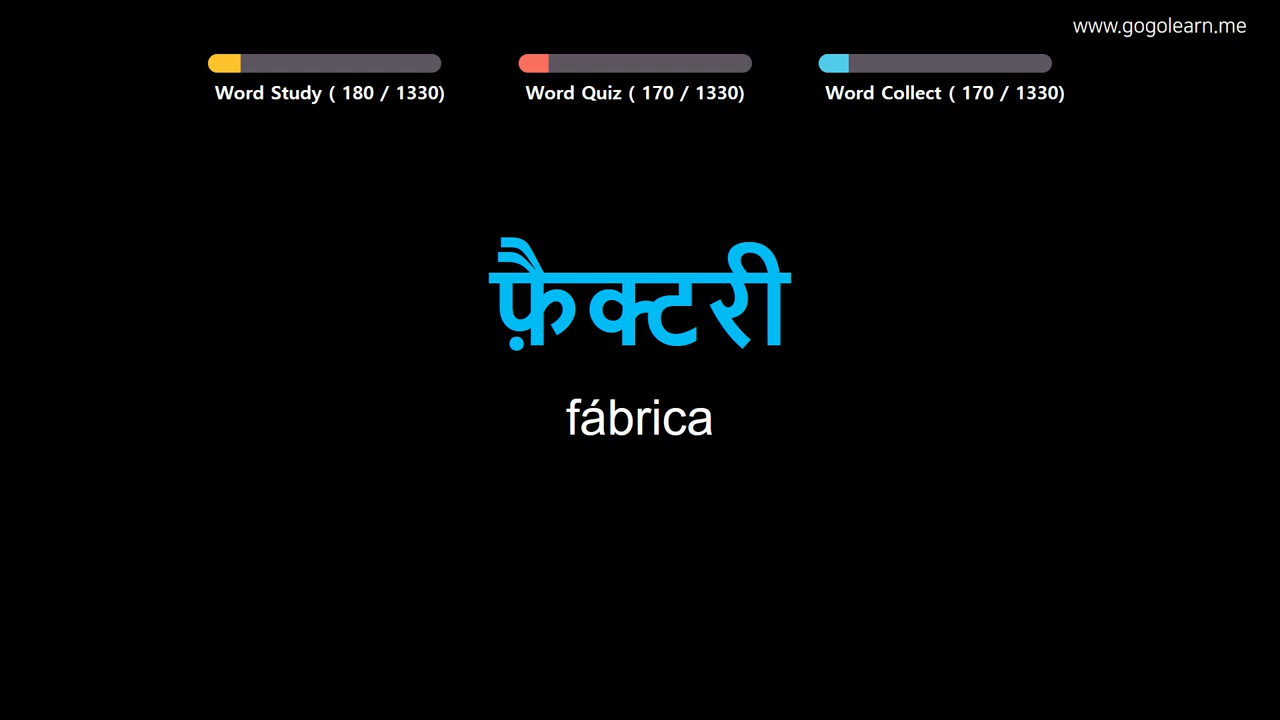 www.gogolearn.me
Word Study ( 180 / 1330)
Word Quiz ( 170 / 1330)
Word Collect ( 170 / 1330)
फ़ैक्टरी
fábrica